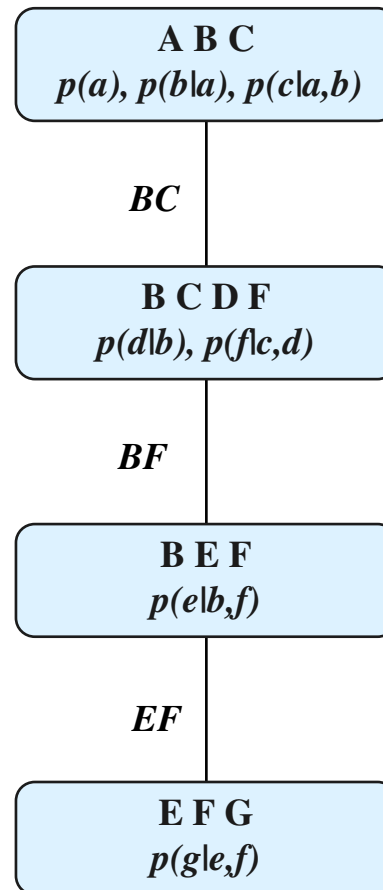 A B C
p(a), p(b|a), p(c|a,b)
BC
B C D F
p(d|b), p(f|c,d)
BF
B E F
p(e|b,f)
EF
E F G
p(g|e,f)